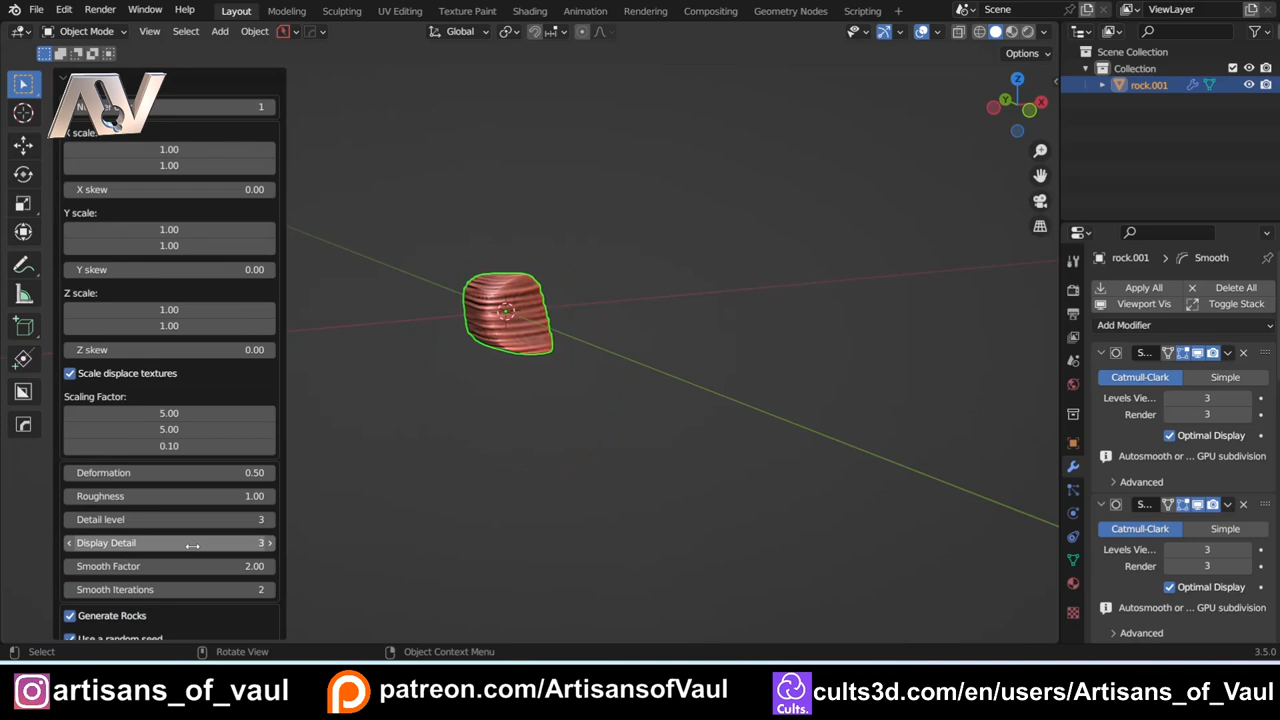 File Edit Render Window Help Layout Modeling Sculpting UV Editing Texture Paint Shading Animation Rendering Compositing Geometry Nodes Scripting + Scene ViewLayer
Object Mode View Select Add Object Global
Options
AV
1
scale:
1.00
1.00
X skew 0.00
Y scale:
1.00
1.00
Y skew 0.00
Z scale:
1.00
1.00
Z skew 0.00
Scale displace textures
Scaling Factor:
5.00
5.00
0.10
Deformation 0.50
Roughness 1.00
Detail level 3
Display Detail 3
Smooth Factor 2.00
Smooth Iterations 2
Generate Rocks
Use a random seed
Z
Y
X
Scene Collection
Collection
rock.001
rock.001 > Smooth
Apply All Delete All
Viewport Vis Toggle Stack
Add Modifier
S...
Catmull-Clark Simple
Levels Vie... 3
Render 3
Optimal Display
Autosmooth or ... GPU subdivision
Advanced
S...
Catmull-Clark Simple
Levels Vie... 3
Render 3
Optimal Display
Autosmooth or ... GPU subdivision
Advanced
Select Rotate View Object Context Menu 3.5.0
artisans_of_vaul patreon.com/ArtisansofVaul Cults. cults3d.com/en/users/Artisans_of_Vaul